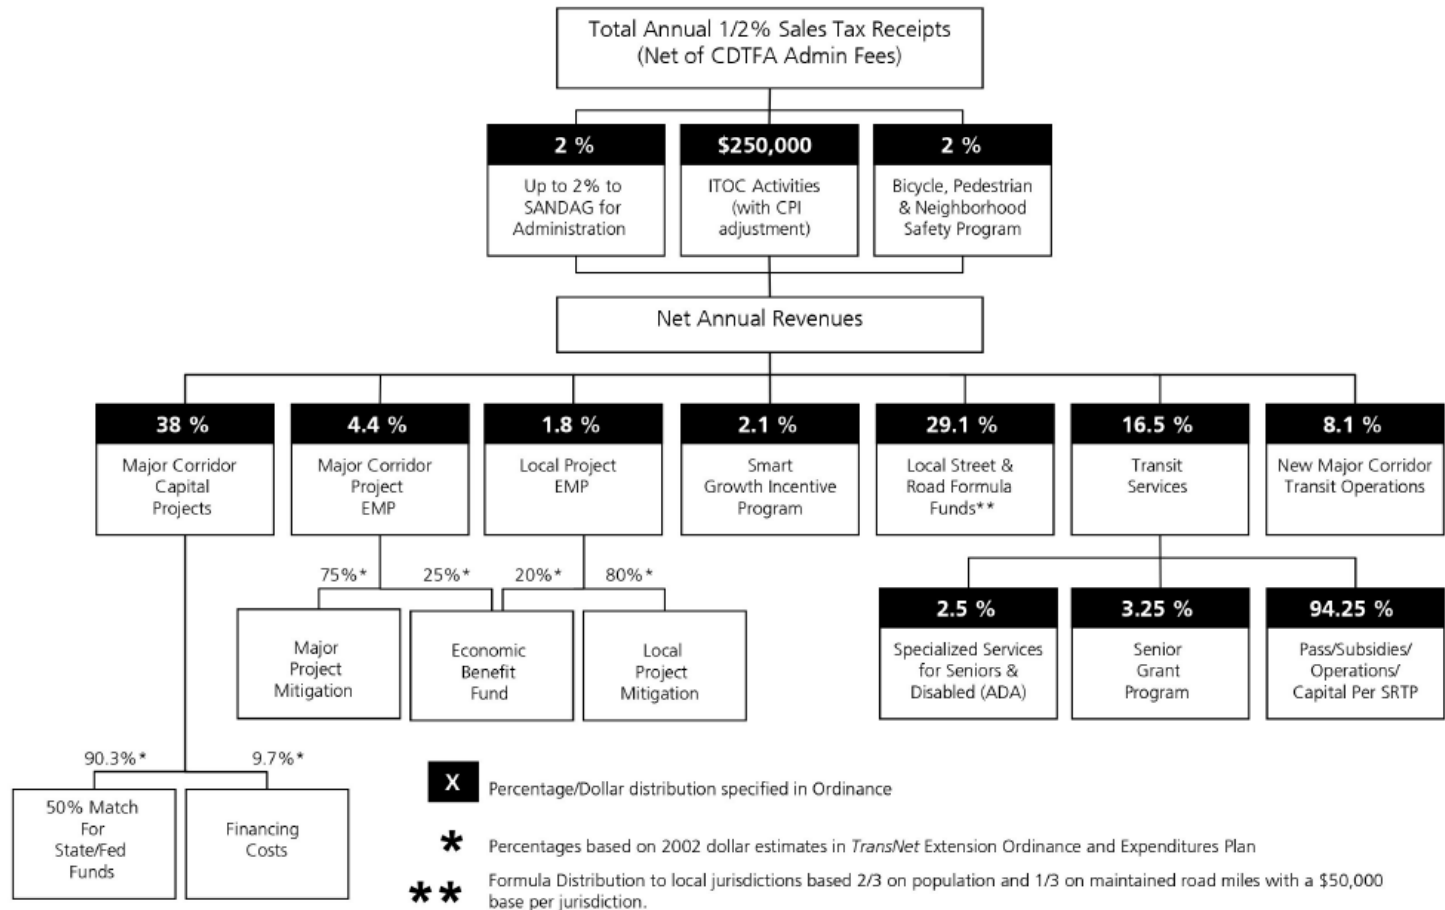 Total Annual 1/2% Sales Tax Receipts
(Net of CDTFA Admin Fees)
2 %
Up to 2% to
SANDAG for
Administration
$250,000
ITOC Activities
(with CPI
adjustment)
2 %
Bicycle, Pedestrian
& Neighborhood
Safety Program
Net Annual Revenues
38 %
Major Corridor
Capital
Projects
4.4 %
Major Corridor
Project
EMP
1.8 %
Local Project
EMP
2.1 %
Smart
Growth Incentive
Program
29.1 %
Local Street &
Road Formula
Funds**
16.5 %
Transit
Services
8.1 %
New Major Corridor
Transit Operations
75%*
25%*
20%*
80%*
Major
Project
Mitigation
Economic
Benefit
Fund
Local
Project
Mitigation
2.5 %
Specialized Services
for Seniors &
Disabled (ADA)
3.25 %
Senior
Grant
Program
94.25 %
Pass/Subsidies/
Operations/
Capital Per SRTP
90.3%*
9.7%*
50% Match
For
State/Fed
Funds
Financing
Costs
X Percentage/Dollar distribution specified in Ordinance
* Percentages based on 2002 dollar estimates in TransNet Extension Ordinance and Expenditures Plan
** Formula Distribution to local jurisdictions based 2/3 on population and 1/3 on maintained road miles with a $50,000
base per jurisdiction.